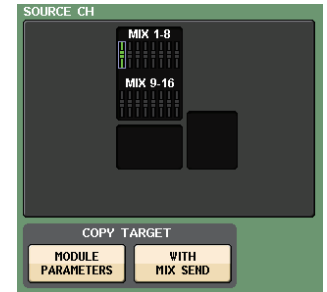 SOURCE CH
MIX 1-8
MIX 9-16
COPY TARGET
MODULE
PARAMETERS
WITH
MIX SEND